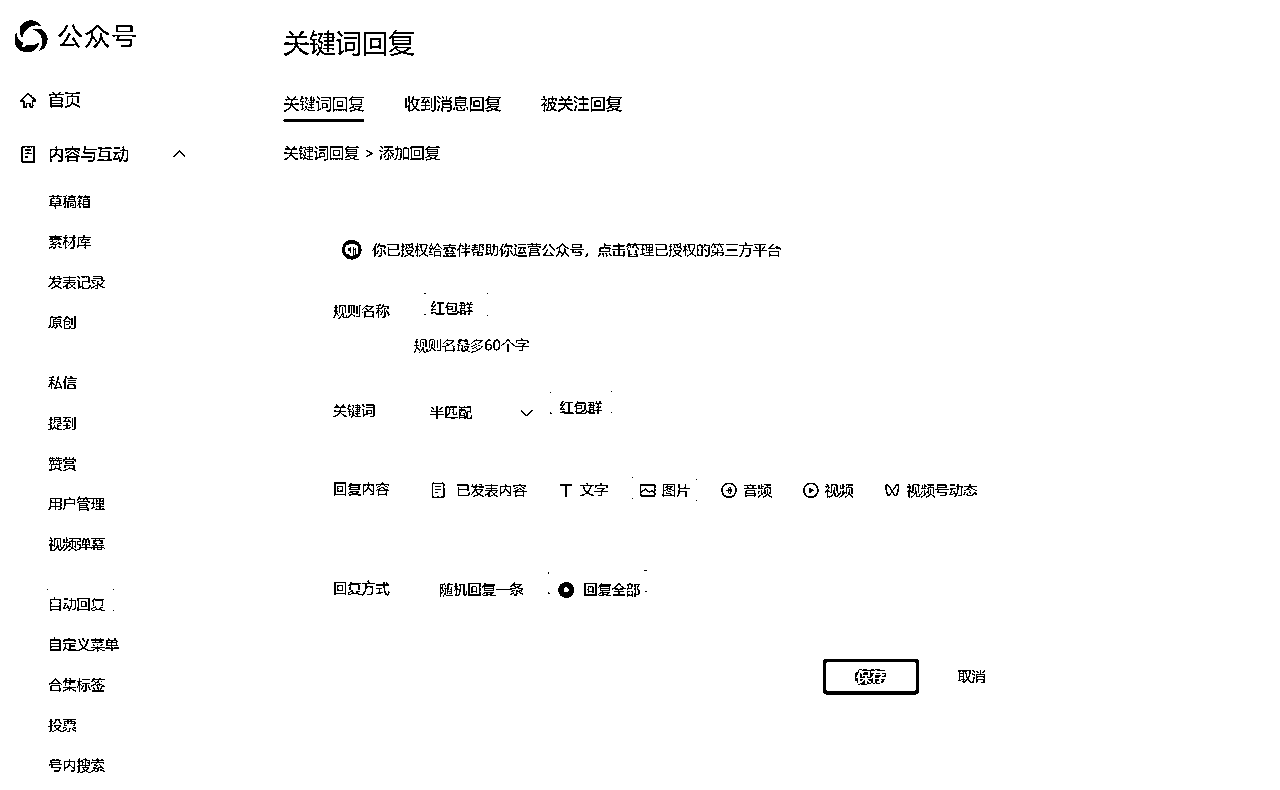 公众号
首页
内容与互动
草稿箱
素材库
发表记录
原创
私信
提到
赞赏
用户管理
视频弹幕
自动回复
自定义菜单
合集标签
投票
号内搜索
关键词回复
关键词回复 收到消息回复 被关注回复
关键词回复 > 添加回复
你已授权给壹伴帮助你运营公众号，点击管理已授权的第三方平台
规则名称 红包群
规则名最多60个字
关键词 半匹配 红包群
回复内容 已发表内容 文字 图片 音频 视频 视频号动态
回复方式 随机回复一条 回复全部
保存 取消